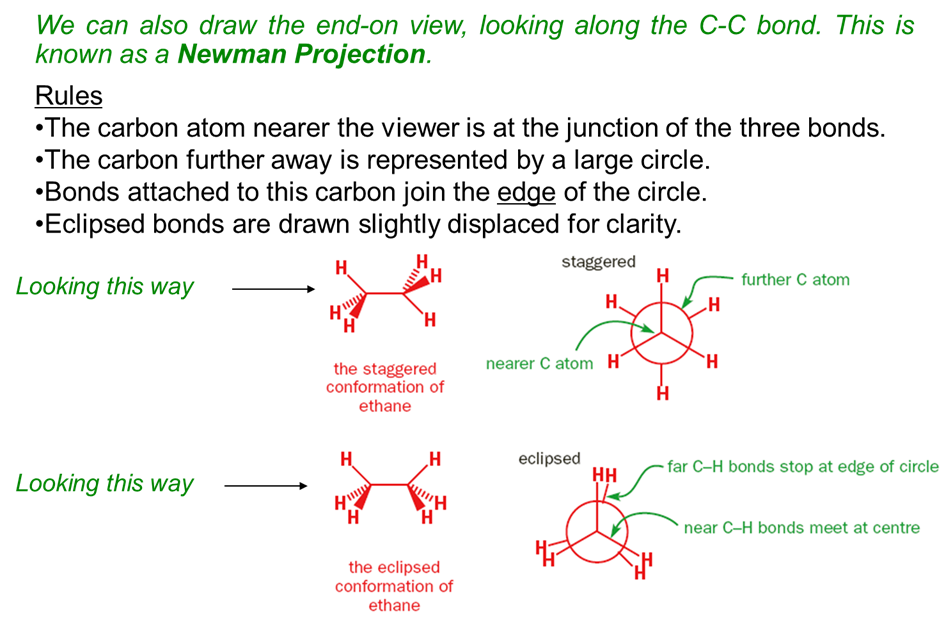 We can also draw the end-on view, looking along the C-C bond. This is
known as a Newman Projection.
Rules
•The carbon atom nearer the viewer is at the junction of the three bonds.
•The carbon further away is represented by a large circle.
•Bonds attached to this carbon join the edge of the circle.
•Eclipsed bonds are drawn slightly displaced for clarity.
Looking this way
H
H
H
H
H
H
the staggered
conformation of
ethane
staggered
H
further C atom
H
H
nearer C atom
H
H
H
Looking this way
H
H
H
H
H
H
the eclipsed
conformation of
ethane
eclipsed
HH
far C–H bonds stop at edge of circle
near C–H bonds meet at centre
H
H
H
H